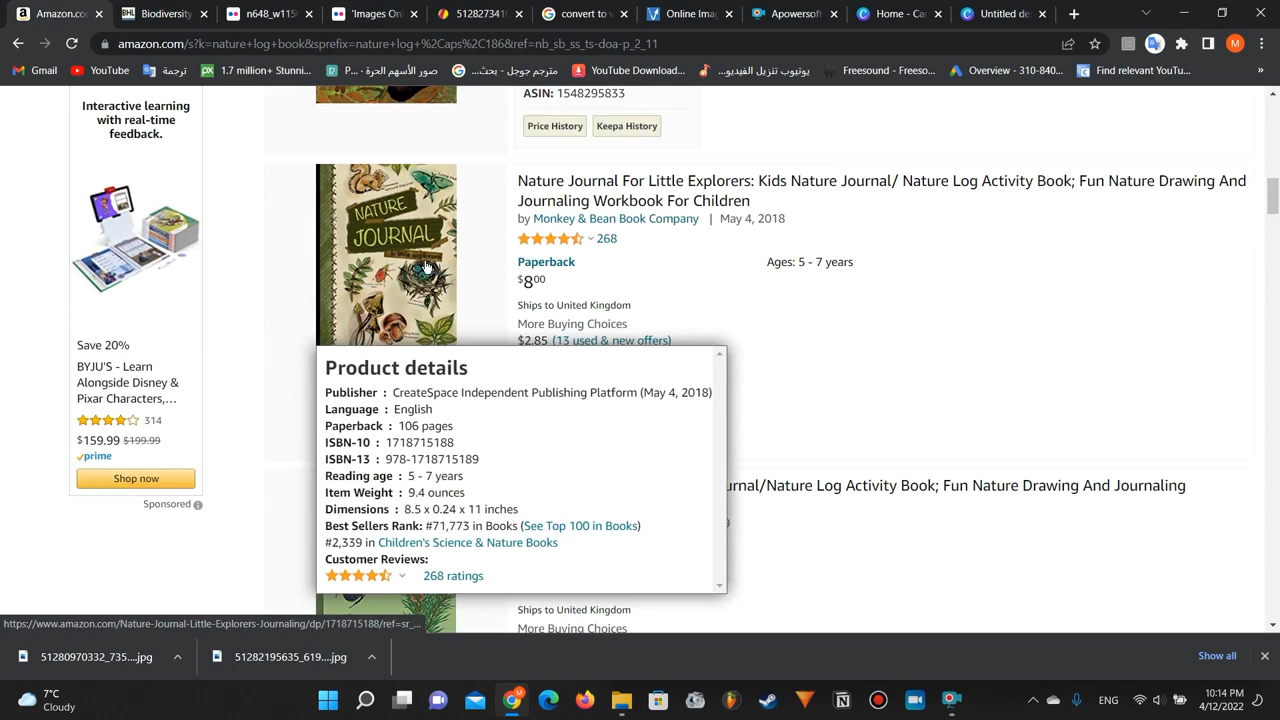 Amazon.co
Biodiversity
n648_w115
'Images On
512827341
convert to v
Online Imag
Apowersof
Home - Can
Untitled de
amazon.com/s?k=nature+log+book&sprefix=nature+log+%2Caps%2C186&ref=nb_sb_ss_ts-doa-p_2_11
M
Gmail
YouTube
ترجمة
1.7 million+ Stunni...
صور الأسهم الحرة، P...
مترجم جوجل - بحث...
YouTube Download...
يوتيوب تنزيل الفيديو...
Freesound - Freeso...
Overview - 310-840...
Find relevant YouTu...
»
Interactive learning
with real-time
feedback.
Save 20%
BYJU'S - Learn
Alongside Disney &
Pixar Characters,...
314
$159.99 $199.99
prime
Shop now
Sponsored
ASIN: 1548295833
Price History
Keepa History
NATURE
JOURNAL
Nature Journal For Little Explorers: Kids Nature Journal/ Nature Log Activity Book; Fun Nature Drawing And
Journaling Workbook For Children
by Monkey & Bean Book Company | May 4, 2018
268
Paperback
Ages: 5 - 7 years
$800
Ships to United Kingdom
More Buying Choices
$2.85 (13 used & new offers)
Product details
Publisher : CreateSpace Independent Publishing Platform (May 4, 2018)
Language : English
Paperback : 106 pages
ISBN-10 : 1718715188
ISBN-13 : 978-1718715189
Reading age : 5 - 7 years
Item Weight : 9.4 ounces
Dimensions : 8.5 x 0.24 x 11 inches
Best Sellers Rank: #71,773 in Books (See Top 100 in Books)
#2,339 in Children's Science & Nature Books
Customer Reviews:
268 ratings
urnal/Nature Log Activity Book; Fun Nature Drawing And Journaling
Ships to United Kingdom
More Buying Choices
https://www.amazon.com/Nature-Journal-Little-Explorers-Journaling/dp/1718715188/ref=sr_...
51280970332_735....jpg
51282195635_619....jpg
Show all
7°C
Cloudy
ENG
10:14 PM
4/12/2022